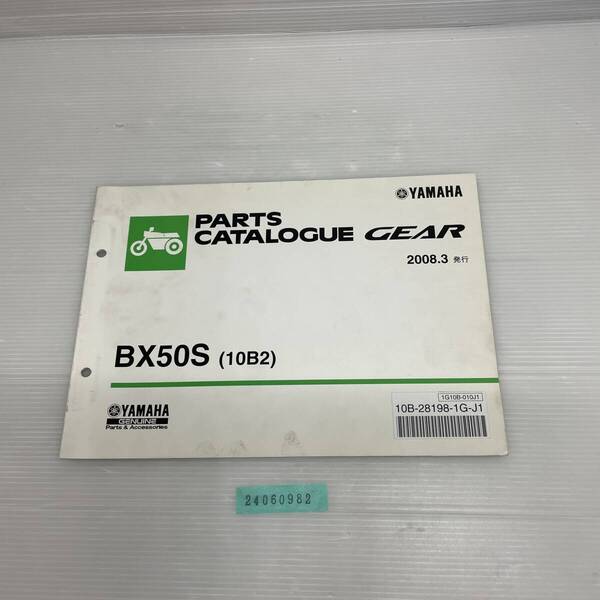 YAMAHA
PARTS
CATALOGUE GEAR
2008.3 発行
BX50S (10B2)
YAMAHA
GENUINE
Parts & Accessories
1G10B-010J1
10B-28198-1G-J1
24060982